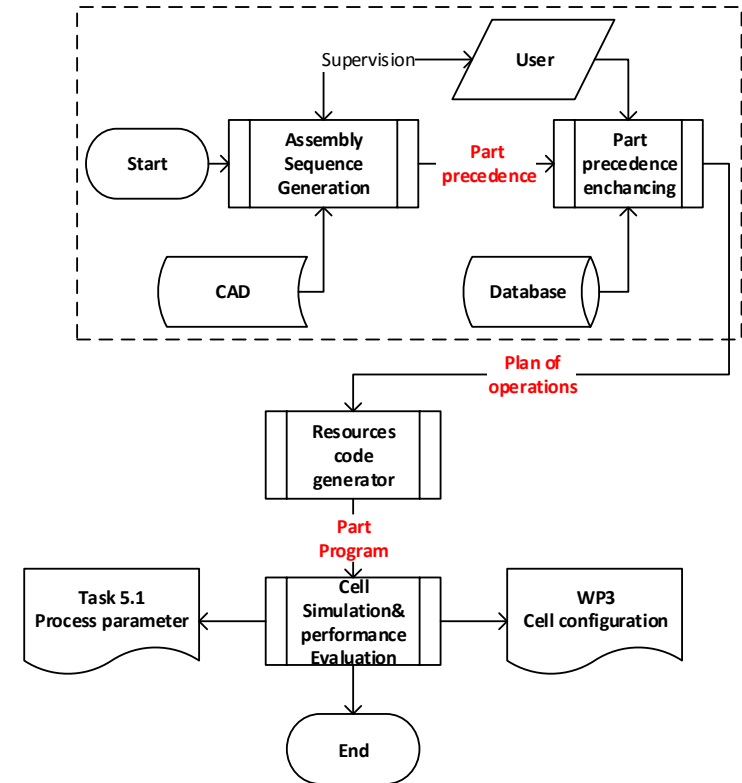 Supervision
User
Start
Assembly
Sequence
Generation
Part
precedence
Part
precedence
enchancing
CAD
Database
Plan of
operations
Resources
code
generator
Part
Program
Task 5.1
Process parameter
Cell
Simulation&
performance
Evaluation
WP3
Cell configuration
End